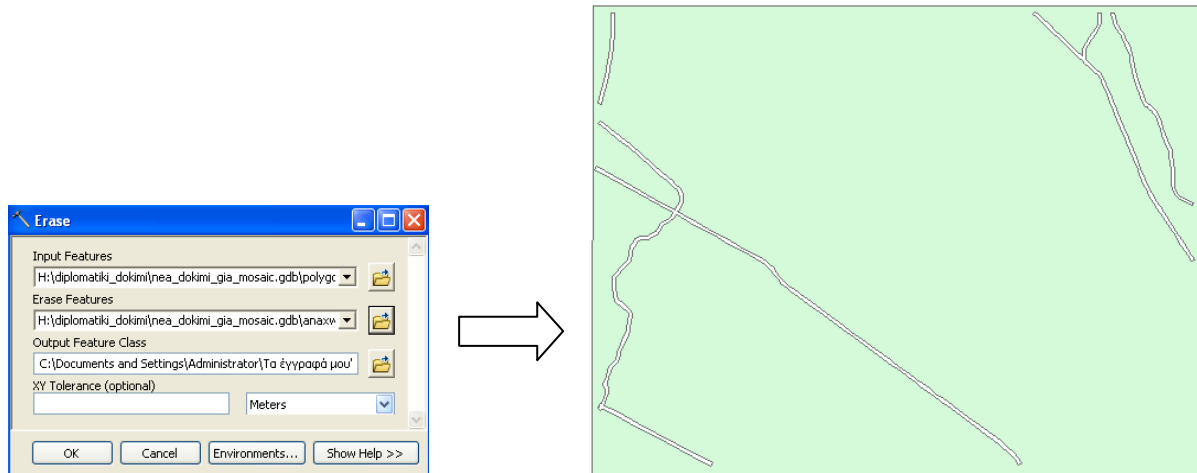 Erase
Input Features
H:\diplomatiki_dokimi\nea_dokimi_gia_mosaic.gdb\polygc
Erase Features
H:\diplomatiki_dokimi\nea_dokimi_gia_mosaic.gdb\anaxw
Output Feature Class
C:\Documents and Settings\Administrator\Τα έγγραφά μου'
XY Tolerance (optional)
Meters
OK Cancel Environments... Show Help >>